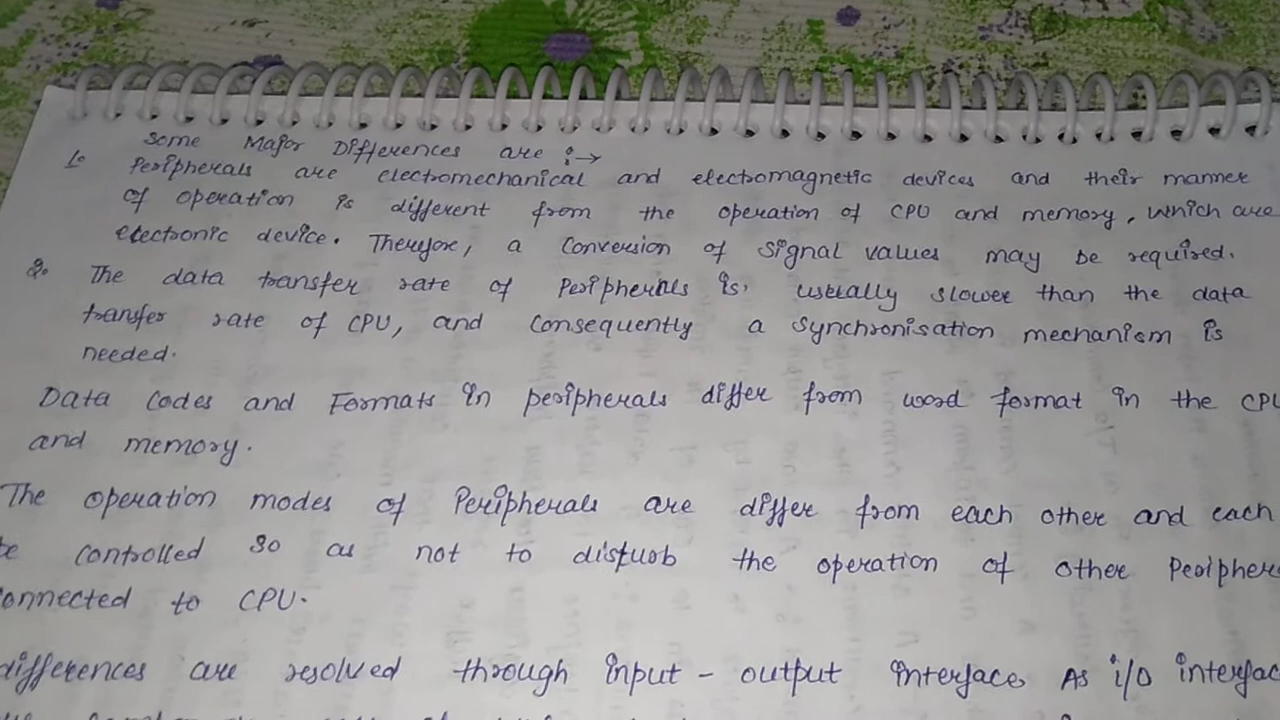 Some Major Differences are :→
1. Peripherals are electromechanical and electromagnetic devices and their manner
of operation is different from the operation of CPU and memory, which are
electronic device. Therefore, a Conversion of signal values may be required.
2. The data transfer rate of Peripherals is, usually slower than the data
transfer rate of CPU, and Consequently a Synchronisation mechanism is
needed.
Data Codes and Formats in peripherals differ from word format in the CPU
and memory.
The operation modes of Peripherals are differ from each other and each
be controlled so as not to disturb the operation of other Peripher
onnected to CPU.
differences are resolved through input - output interface As i/o interfac